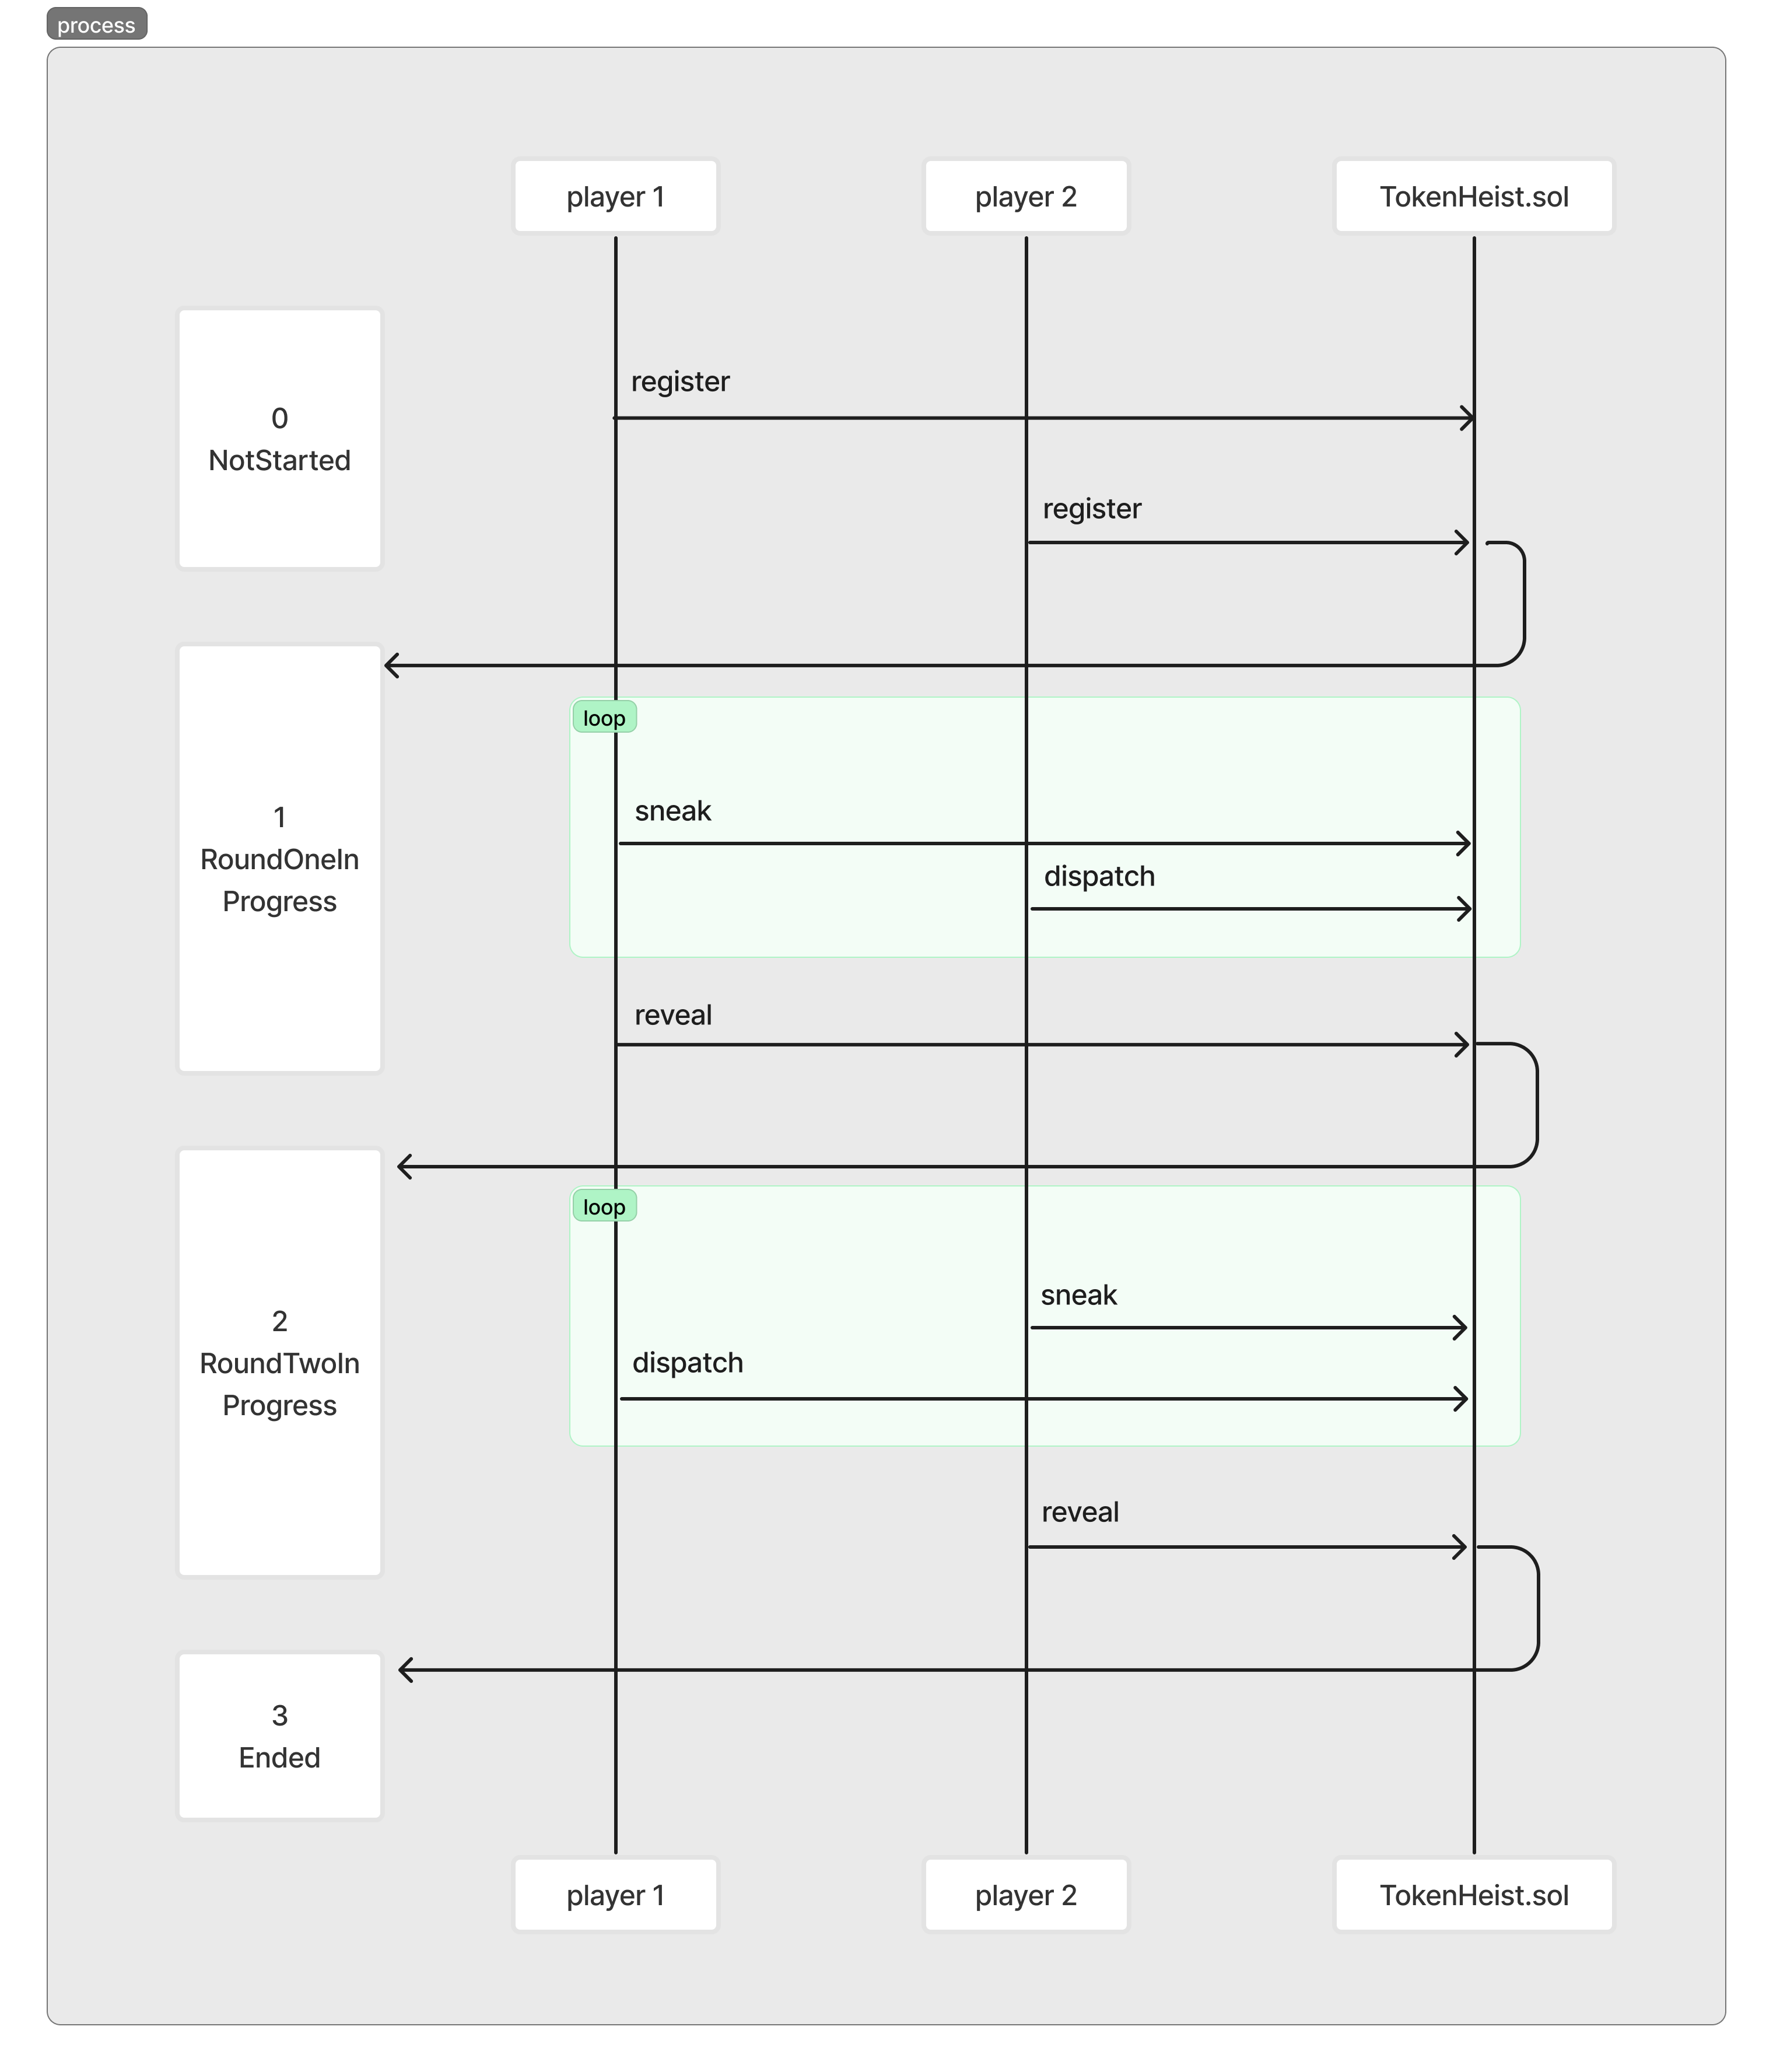 process
player 1
player 2
TokenHeist.sol
0
NotStarted
register
register
1
RoundOneIn
Progress
loop
sneak
dispatch
reveal
2
RoundTwoIn
Progress
loop
sneak
dispatch
reveal
3
Ended
player 1
player 2
TokenHeist.sol